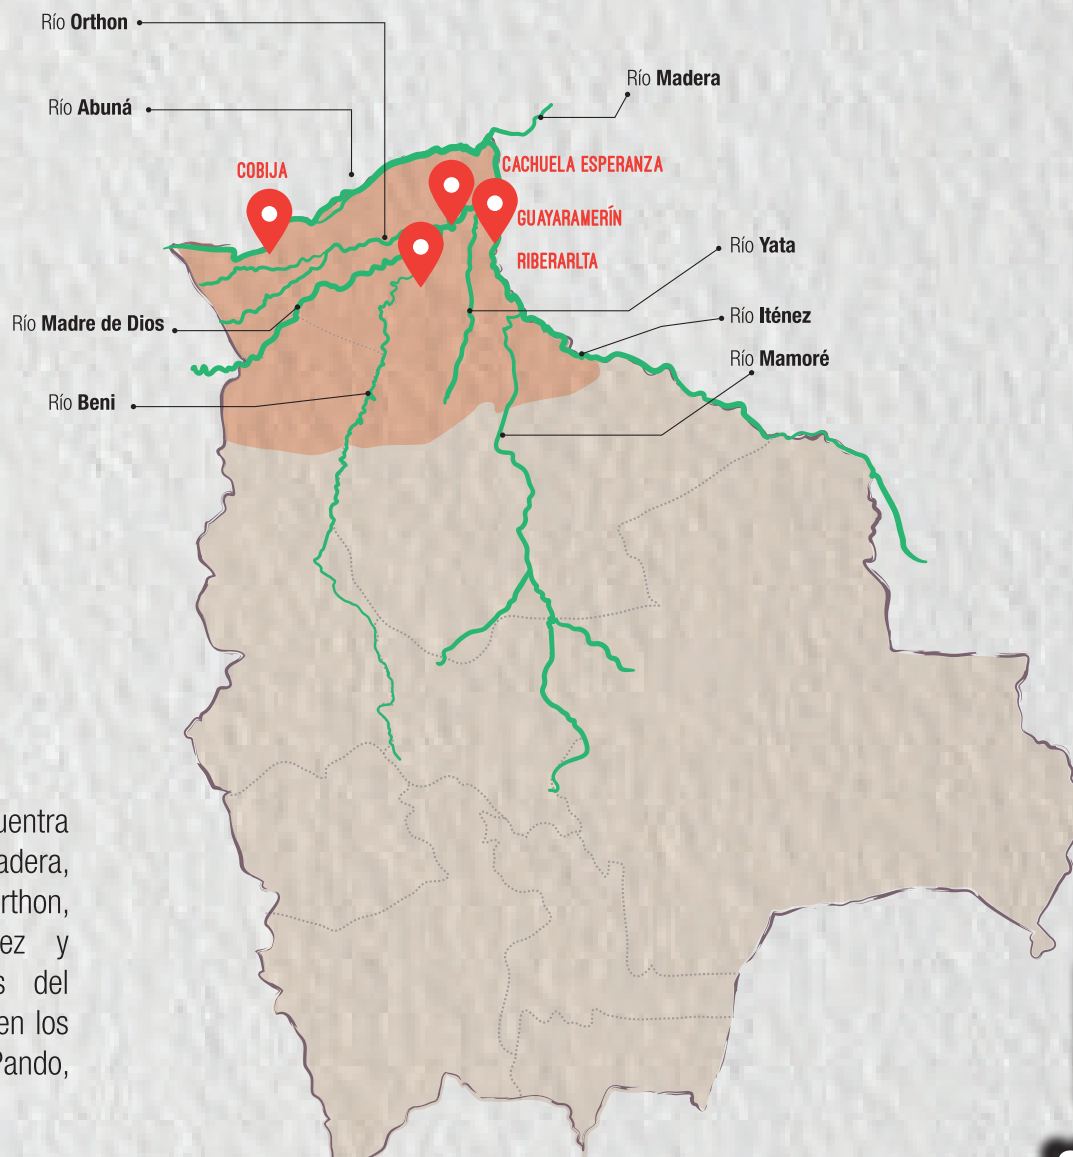 Río Orthon
Río Madera
Río Abuná
COBIJA
CACHUELA ESPERANZA
GUAYARAMERÍN
Río Yata
RIBERARLTA
Río Iténez
Río Madre de Dios
Río Mamoré
Río Beni
uentra
adera,
rthon,
ez y
s del
en los
Pando,